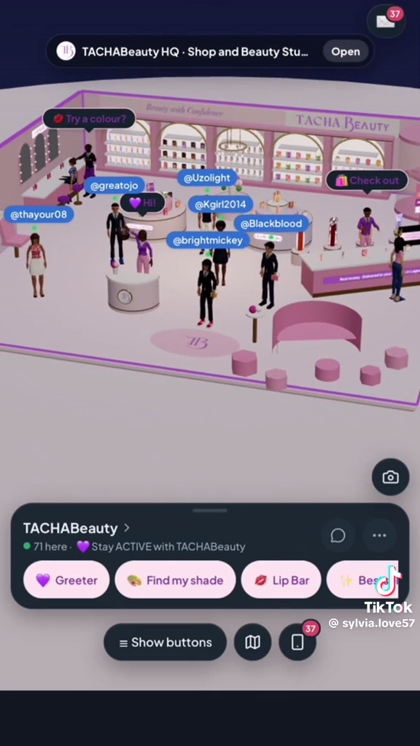 37
TACHABeauty HQ · Shop and Beauty Stu...
Open
Beauty with Confidence
TACHABEAUTY
💋 Try a colour?
@Uzolight
🛍️ Check out
@greatojo
💜 Hi!
@Kgirl2014
@thayour08
@Blackblood
@brightmickey
TB
TACHABeauty >
71 here · 💜 Stay ACTIVE with TACHABeauty
💜 Greeter
🎨 Find my shade
💋 Lip Bar
✨ Bes
TikTok
@ sylvia.love57
≡ Show buttons
37